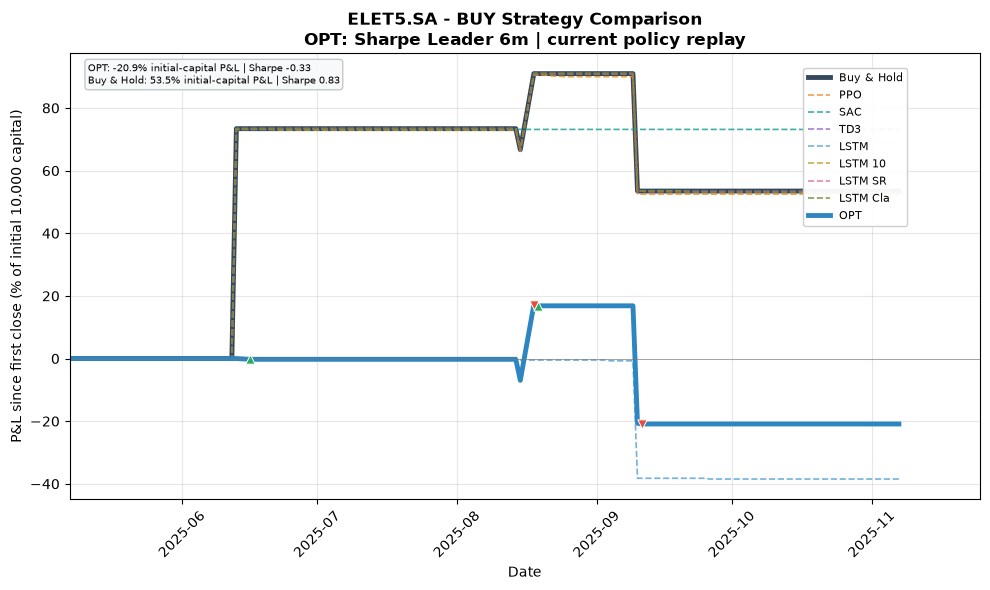 ELET5.SA - BUY Strategy Comparison
OPT: Sharpe Leader 6m | current policy replay
OPT: -20.9% initial-capital P&L | Sharpe -0.33
Buy & Hold: 53.5% initial-capital P&L | Sharpe 0.83
Buy & Hold
PPO
SAC
TD3
LSTM
LSTM 10
LSTM SR
LSTM Cla
OPT
P&L since first close (% of initial 10,000 capital)
80
60
40
20
0
−20
−40
2025-06
2025-07
2025-08
2025-09
2025-10
2025-11
Date